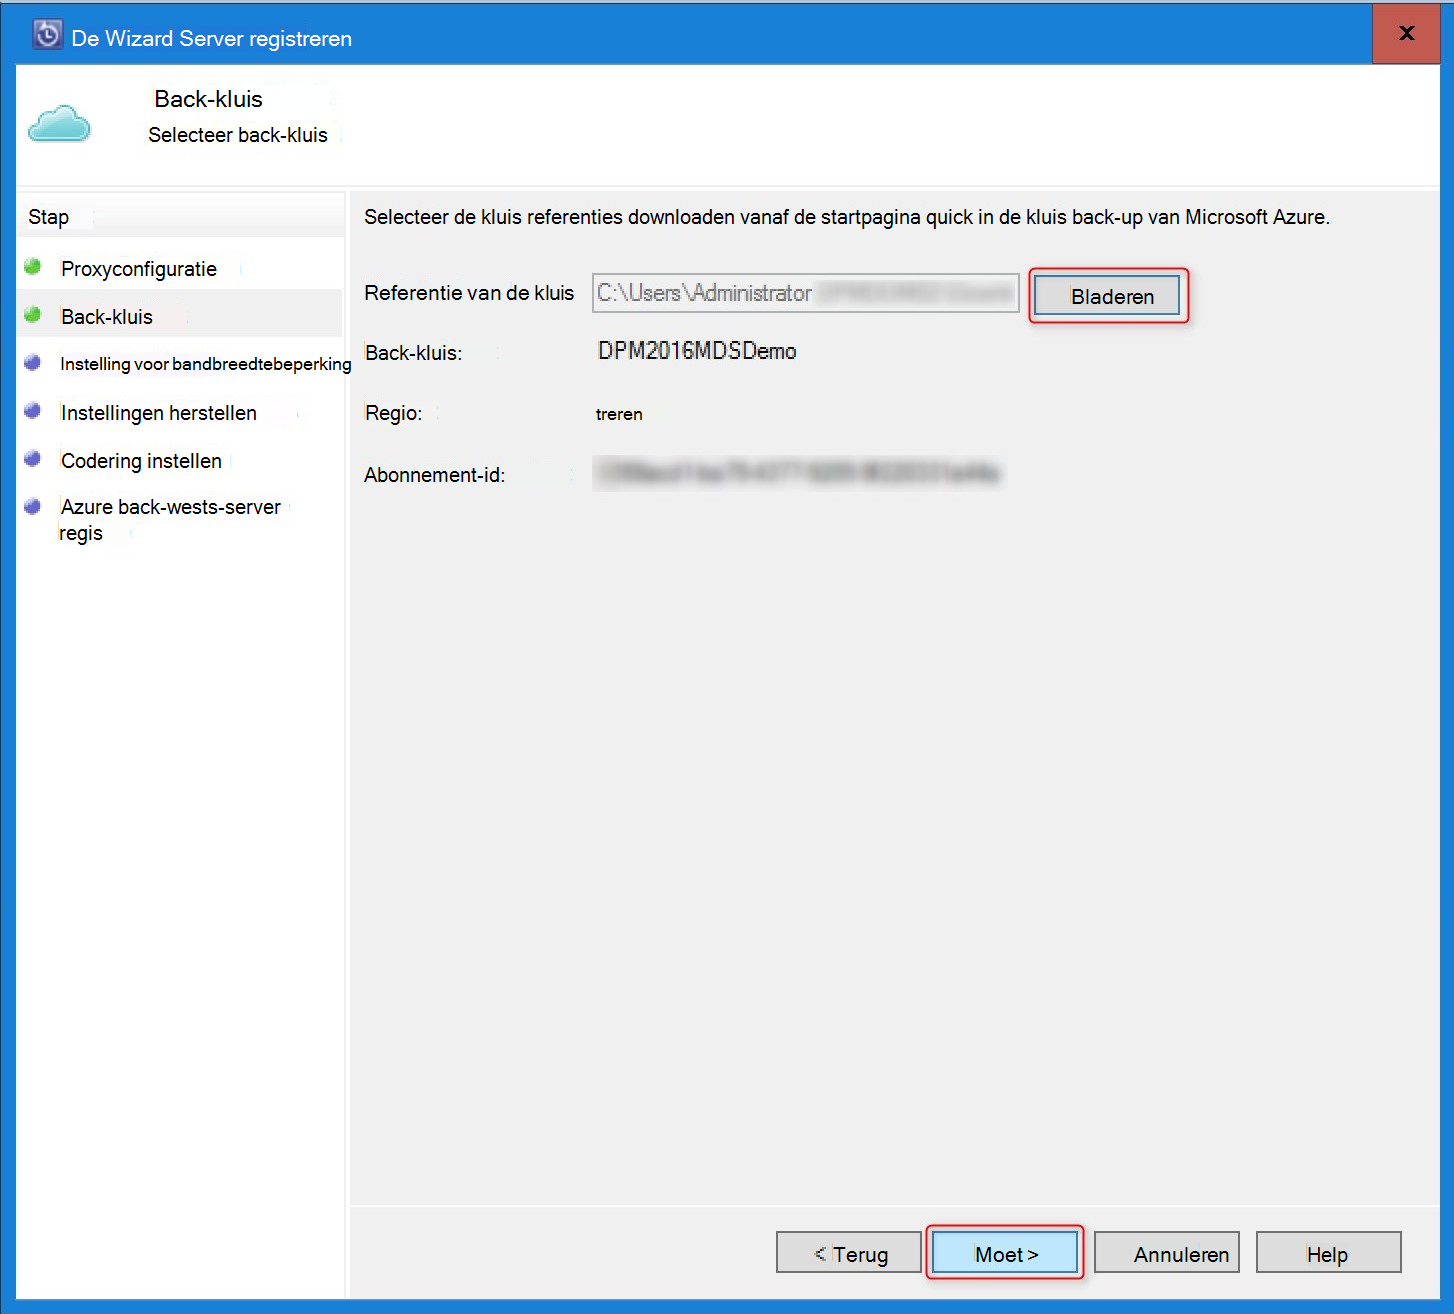 De Wizard Server registreren
x
Back-kluis
Selecteer back-kluis
Stap
Proxyconfiguratie
Back-kluis
Instelling voor bandbreedtebeperking
Instellingen herstellen
Codering instellen
Azure back-wests-server
regis
Selecteer de kluis referenties downloaden vanaf de startpagina quick in de kluis back-up van Microsoft Azure.
Referentie van de kluis C:\Users\Administrator Bladeren
Back-kluis: DPM2016MDSDemo
Regio: treren
Abonnement-id:
< Terug Moet > Annuleren Help